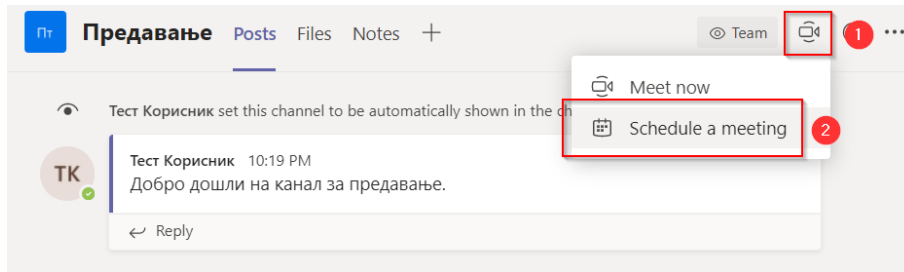 Пт Предавање Posts Files Notes Team 1
Meet now
Тест Корисник set this channel to be automatically shown in the ch
Schedule a meeting 2
ТК Тест Корисник 10:19 PM
Добро дошли на канал за предавање.
Reply